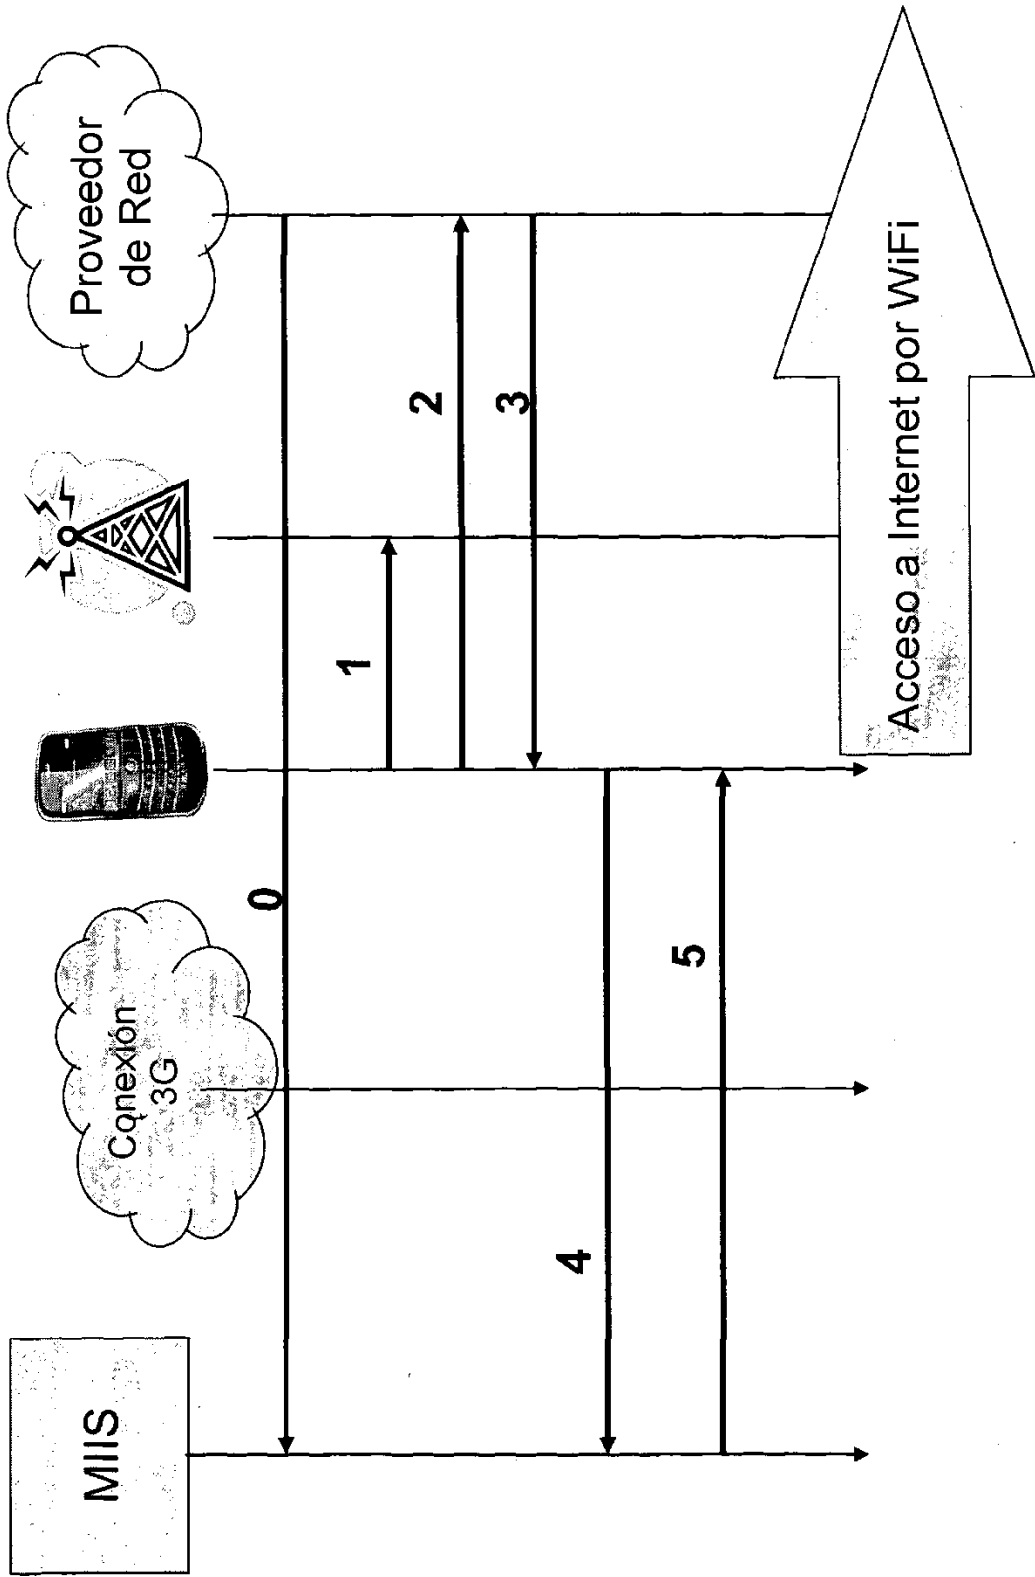 MIIS
Conexión
3G
Proveedor
de Red
0
1
2
3
4
5
Acceso a Internet por WiFi